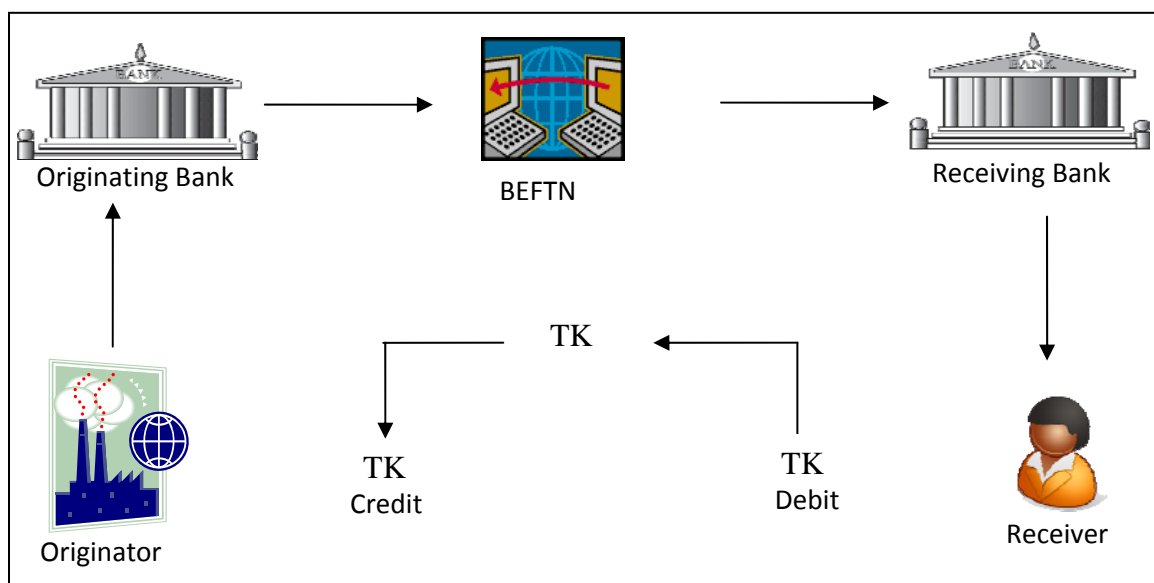 BANK
BANK
Originating Bank
BEFTN
Receiving Bank
TK
TK
Credit
TK
Debit
Originator
Receiver